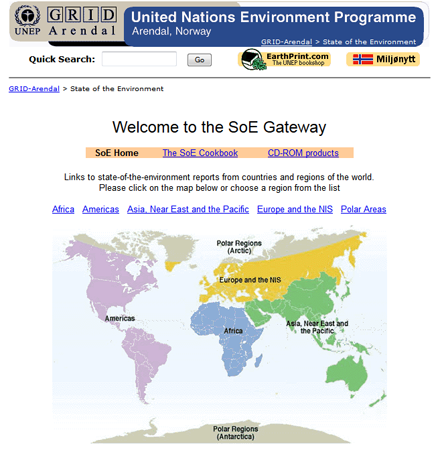 UNEP
GRID
Arendal
United Nations Environment Programme
Arendal, Norway
GRID-Arendal > State of the Environment
Quick Search:
Go
EarthPrint.com
The UNEP bookshop
Miljønytt
GRID-Arendal > State of the Environment
Welcome to the SoE Gateway
SoE Home The SoE Cookbook CD-ROM products
Links to state-of-the-environment reports from countries and regions of the world.
Please click on the map below or choose a region from the list
Africa Americas Asia, Near East and the Pacific Europe and the NIS Polar Areas
Polar Regions
(Arctic)
Europe and the NIS
Americas
Africa
Asia, Near East and
the Pacific
Polar Regions
(Antarctica)